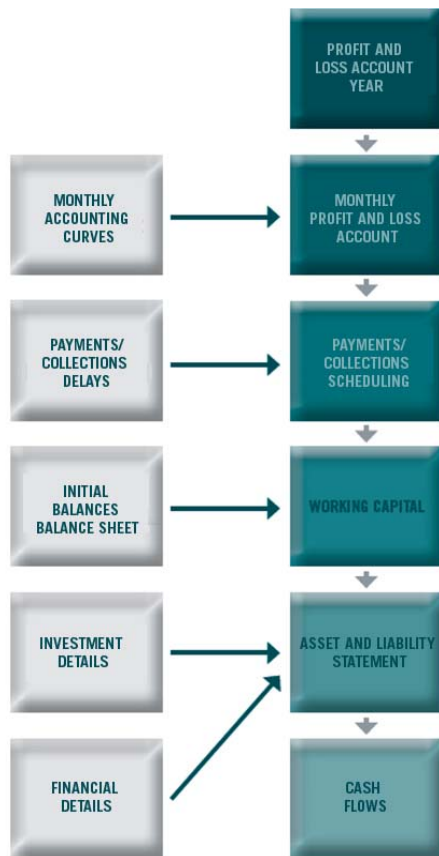 PROFIT AND
LOSS ACCOUNT
YEAR
MONTHLY
ACCOUNTING
CURVES
MONTHLY
PROFIT AND LOSS
ACCOUNT
PAYMENTS/
COLLECTIONS
DELAYS
PAYMENTS/
COLLECTIONS
SCHEDULING
INITIAL
BALANCES
BALANCE SHEET
WORKING CAPITAL
INVESTMENT
DETAILS
ASSET AND LIABILITY
STATEMENT
FINANCIAL
DETAILS
CASH
FLOWS